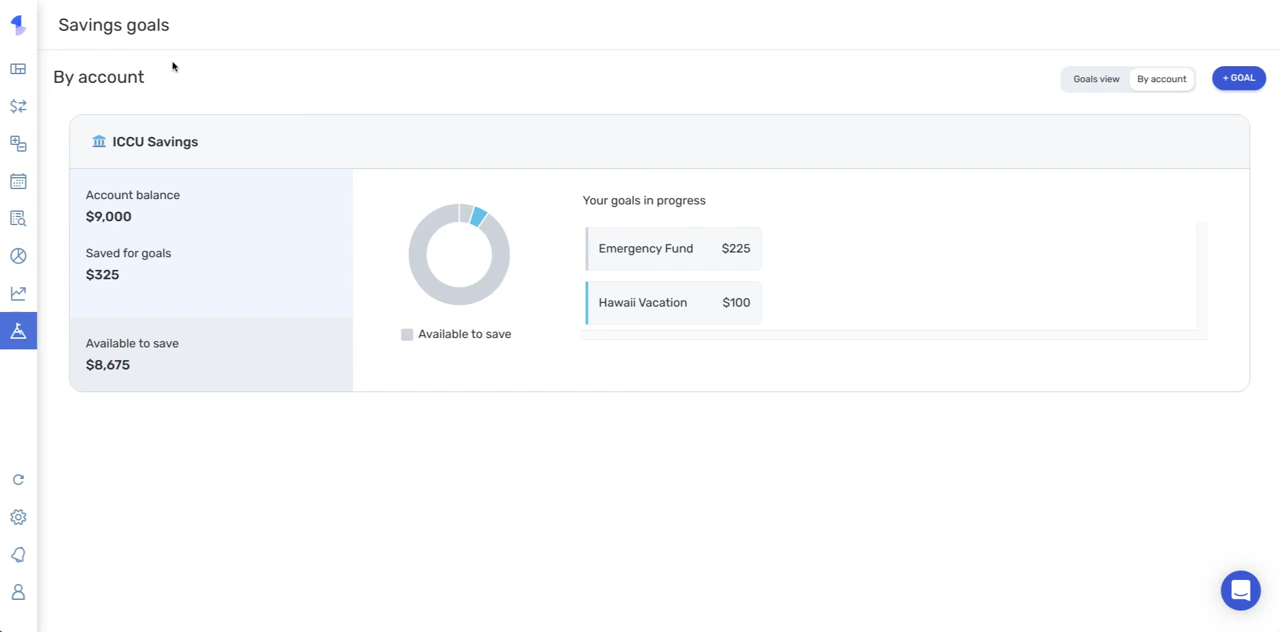 Savings goals
By account
Goals view
By account
+ GOAL
ICCU Savings
Account balance
$9,000
Saved for goals
$325
Available to save
$8,675
Available to save
Your goals in progress
Emergency Fund $225
Hawaii Vacation $100